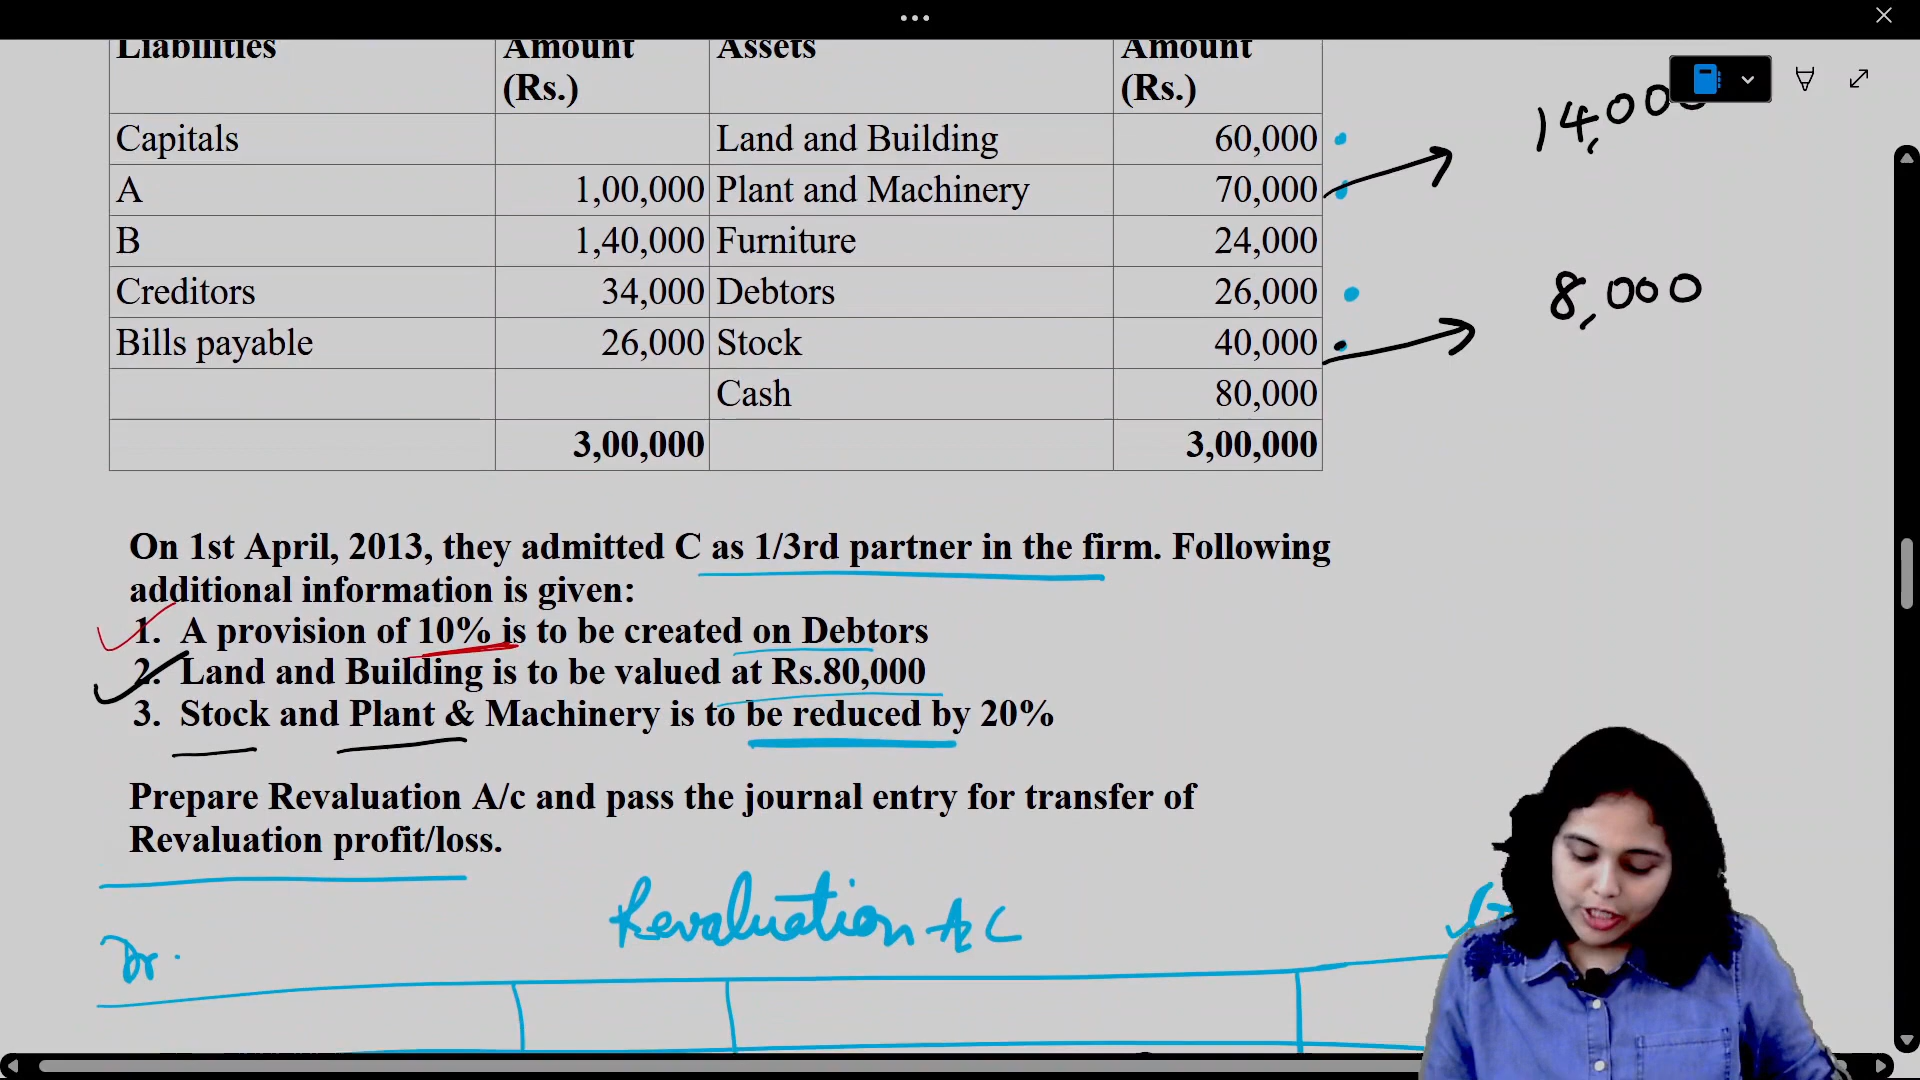 Liabilities Amount (Rs.) Assets Amount (Rs.)
Capitals Land and Building 60,000
A 1,00,000 Plant and Machinery 70,000
B 1,40,000 Furniture 24,000
Creditors 34,000 Debtors 26,000
Bills payable 26,000 Stock 40,000
Cash 80,000
3,00,000 3,00,000
14,000
8,000
On 1st April, 2013, they admitted C as 1/3rd partner in the firm. Following
additional information is given:
1. A provision of 10% is to be created on Debtors
2. Land and Building is to be valued at Rs.80,000
3. Stock and Plant & Machinery is to be reduced by 20%
Prepare Revaluation A/c and pass the journal entry for transfer of
Revaluation profit/loss.
Revaluation A/C
Dr.